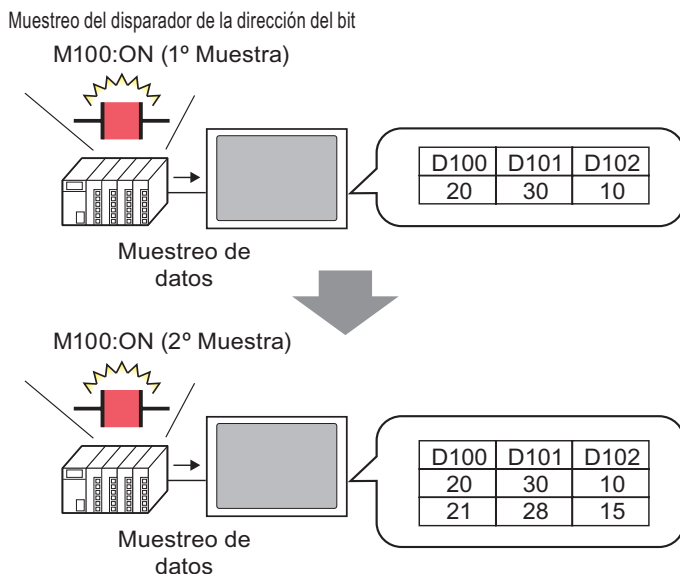 Muestreo del disparador de la dirección del bit
M100:ON (1º Muestra)
D100 D101 D102
20 30 10
Muestreo de
datos
M100:ON (2º Muestra)
D100 D101 D102
20 30 10
21 28 15
Muestreo de
datos